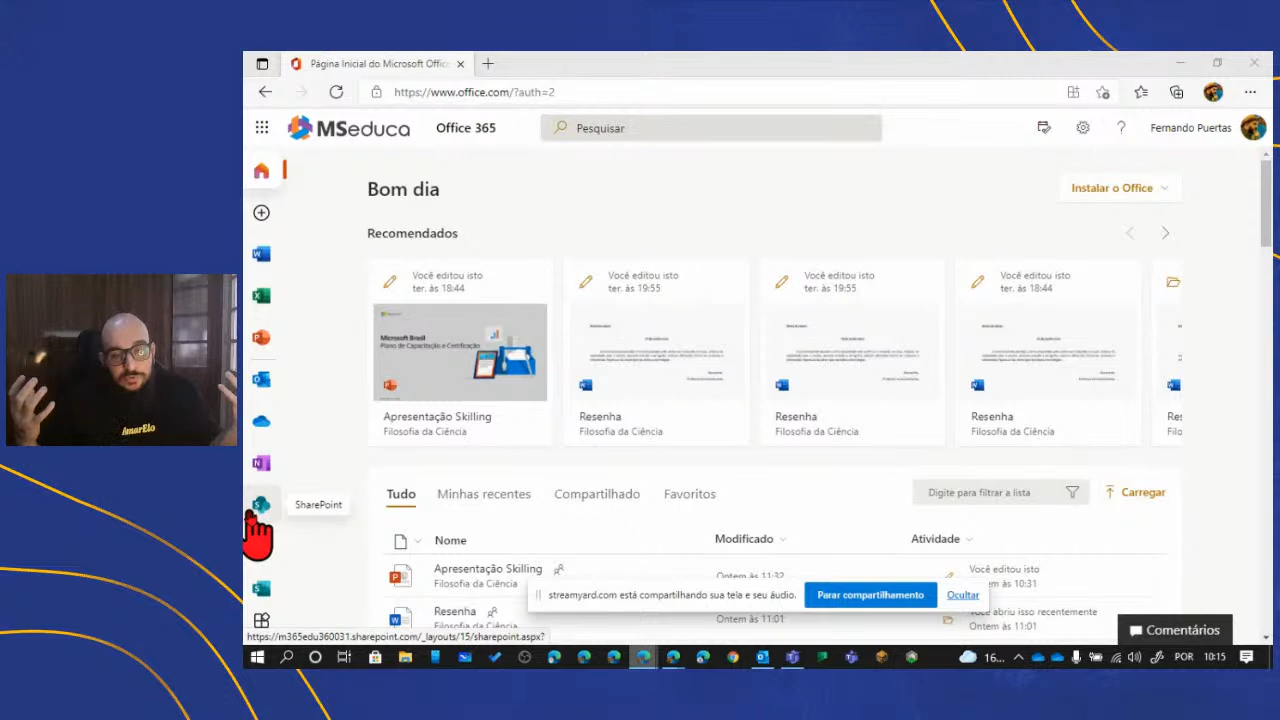 Página Inicial do Microsoft Offic
https://www.office.com/?auth=2
MSeduca
Office 365
Pesquisar
Fernando Puertas
Bom dia
Instalar o Office
Recomendados
Você editou isto
ter. às 18:44
Você editou isto
ter. às 19:55
Você editou isto
ter. às 19:55
Você editou isto
ter. às 18:44
Microsoft Brasil
Plano de Capacitação e Certificação
Apresentação Skilling
Filosofia da Ciência
Resenha
Filosofia da Ciência
Resenha
Filosofia da Ciência
Resenha
Filosofia da Ciência
Res
Filo
AmarElo
SharePoint
Tudo
Minhas recentes
Compartilhado
Favoritos
Digite para filtrar a lista
Carregar
Nome
Modificado
Atividade
Apresentação Skilling
Filosofia da Ciência
Ontem às 11:32
Você editou isto
Ontem às 10:31
streamyard.com está compartilhando sua tela e seu áudio.
Parar compartilhamento
Ocultar
Resenha
Filosofia da Ciência
Ontem às 11:01
Você abriu isso recentemente
Ontem às 11:01
Comentários
https://m365edu360031.sharepoint.com/_layouts/15/sharepoint.aspx?
16...
POR
10:15